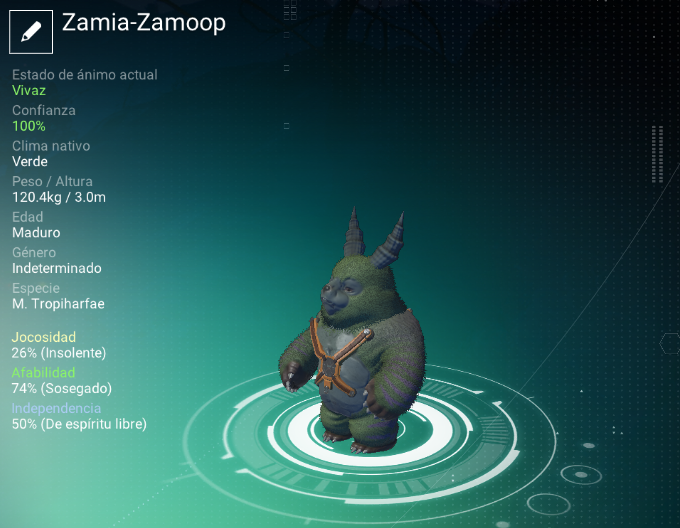 Zamia-Zamoop
Estado de ánimo actual
Vivaz
Confianza
100%
Clima nativo
Verde
Peso / Altura
120.4kg / 3.0m
Edad
Maduro
Género
Indeterminado
Especie
M. Tropiharfae
Jocosidad
26% (Insolente)
Afabilidad
74% (Sosegado)
Independencia
50% (De espíritu libre)